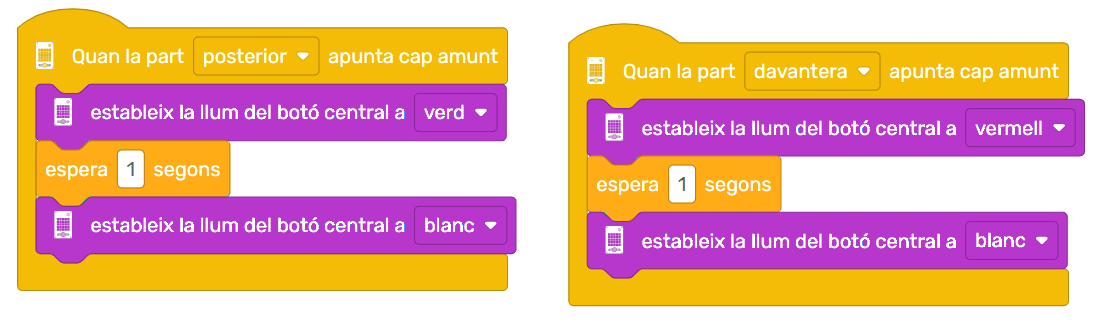 Quan la part posterior apunta cap amunt
estableix la llum del botó central a verd
espera 1 segons
estableix la llum del botó central a blanc
Quan la part davantera apunta cap amunt
estableix la llum del botó central a vermell
espera 1 segons
estableix la llum del botó central a blanc